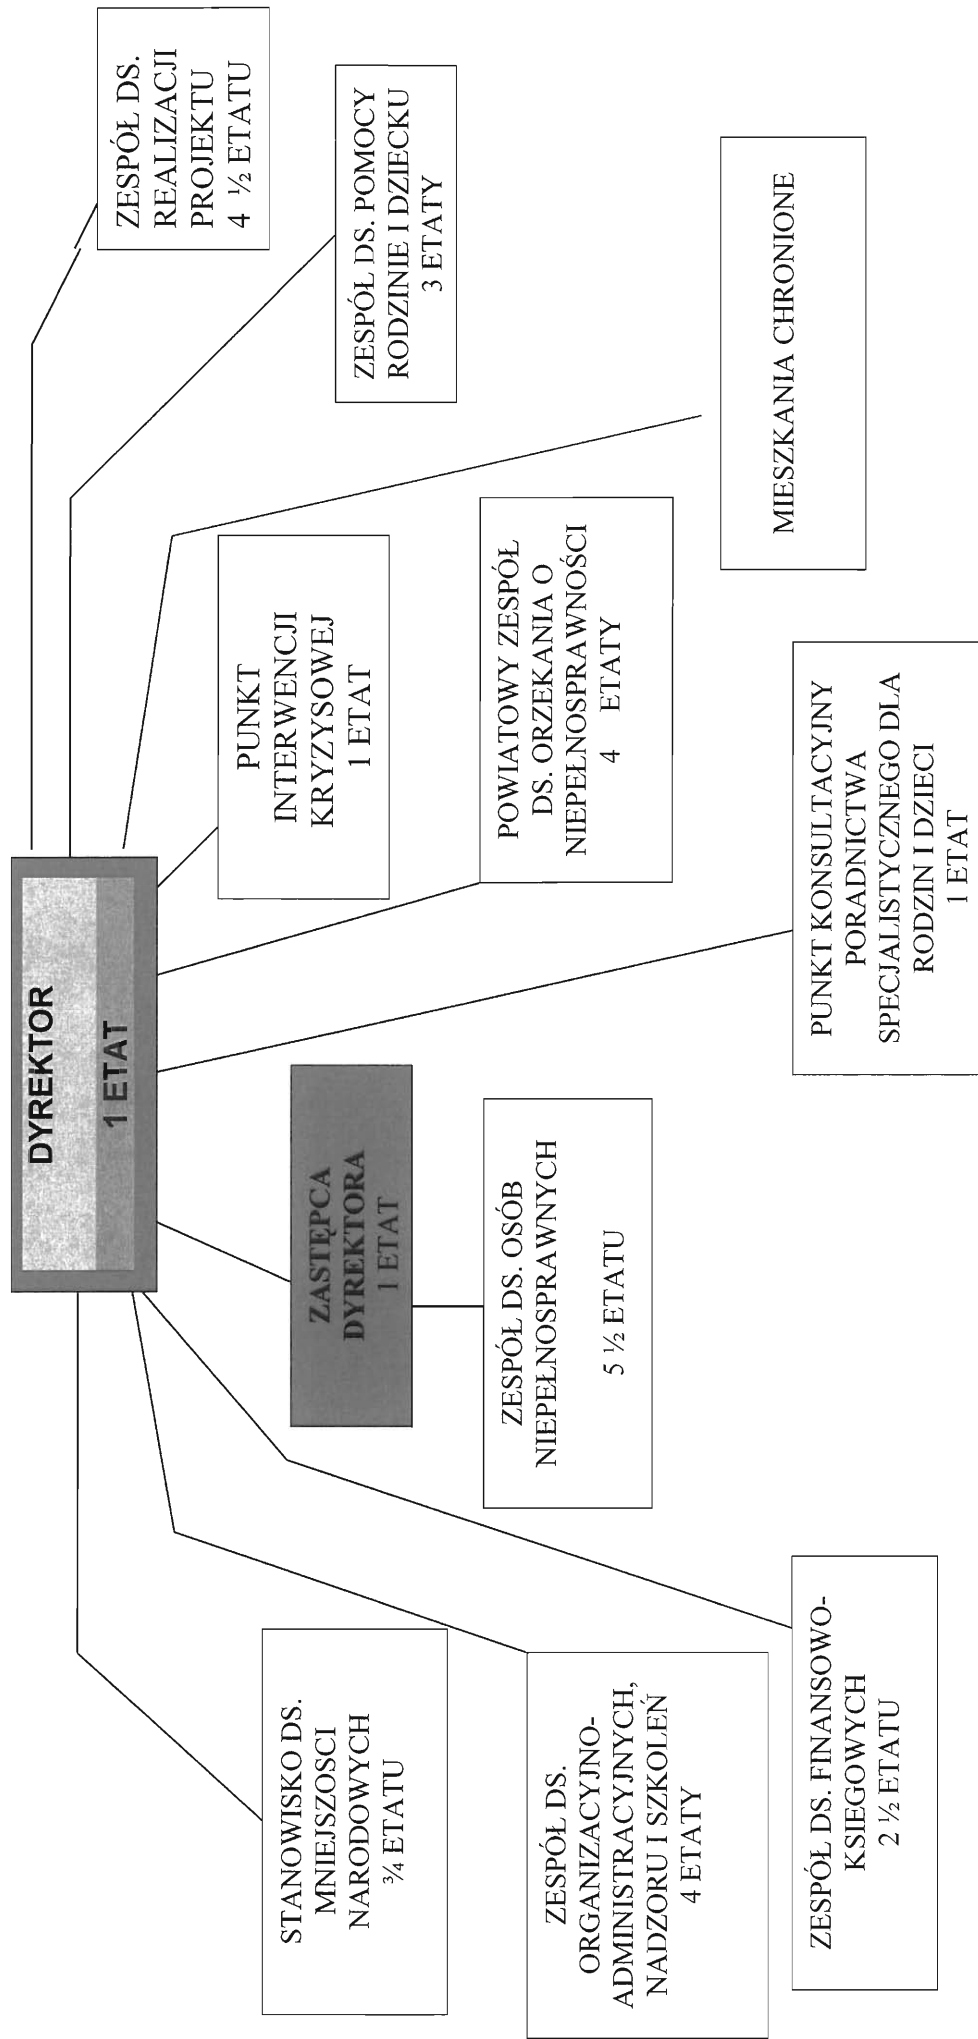 DYREKTOR
1 ETAT
STANOWISKO DS.
MNIEJSZOSCI
NARODOWYCH
¾ ETATU
ZESPÓŁ DS.
ORGANIZACYJNO-
ADMINISTRACYJNYCH,
NADZORU I SZKOLEŃ
4 ETATY
ZESPÓŁ DS. FINANSOWO-
KSIEGOWYCH
2 ½ ETATU
ZASTĘPCA
DYREKTORA
1 ETAT
ZESPÓŁ DS. OSÓB
NIEPEŁNOSPRAWNYCH
5 ½ ETATU
PUNKT KONSULTACYJNY
PORADNICTWA
SPECJALISTYCZNEGO DLA
RODZIN I DZIECI
1 ETAT
POWIATOWY ZESPÓŁ
DS. ORZEKANIA O
NIEPEŁNOSPRAWNOŚCI
4 ETATY
PUNKT
INTERWENCJI
KRYZYSOWEJ
1 ETAT
MIESZKANIA CHRONIONE
ZESPÓŁ DS. POMOCY
RODZINIE I DZIECKU
3 ETATY
ZESPÓŁ DS.
REALIZACJI
PROJEKTU
4 ½ ETATU